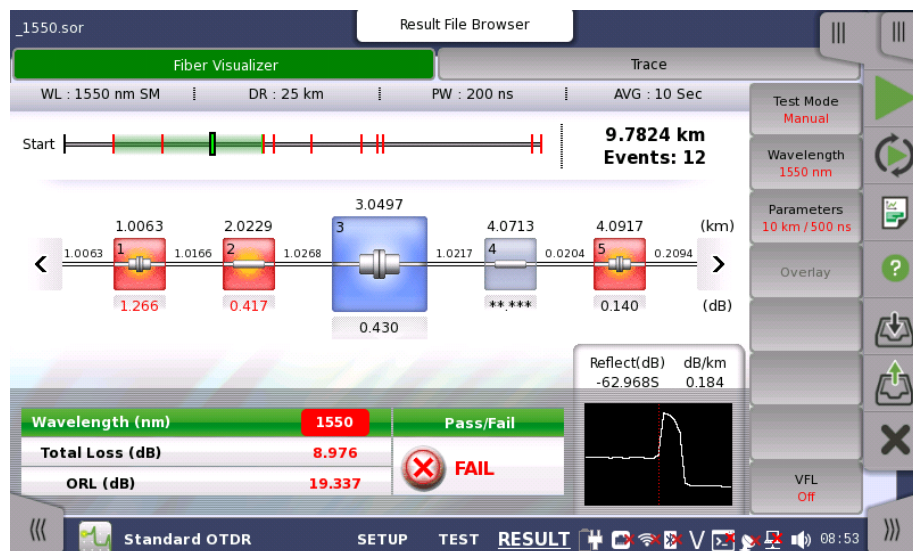 _1550.sor
Result File Browser
Fiber Visualizer
Trace
WL : 1550 nm SM
DR : 25 km
PW : 200 ns
AVG : 10 Sec
Start
9.7824 km
Events: 12
3.0497
1.0063 2.0229 4.0713 4.0917 (km)
1 2 3 4 5
1.0063 1.0166 1.0268 1.0217 0.0204 0.2094
1.266 0.417 **.*** 0.140 (dB)
0.430
Reflect(dB) dB/km
-62.968S 0.184
Wavelength (nm) 1550 Pass/Fail
Total Loss (dB) 8.976
FAIL
ORL (dB) 19.337
Test Mode
Manual
Wavelength
1550 nm
Parameters
10 km/500 ns
Overlay
VFL
Off
Standard OTDR SETUP TEST RESULT 08:53